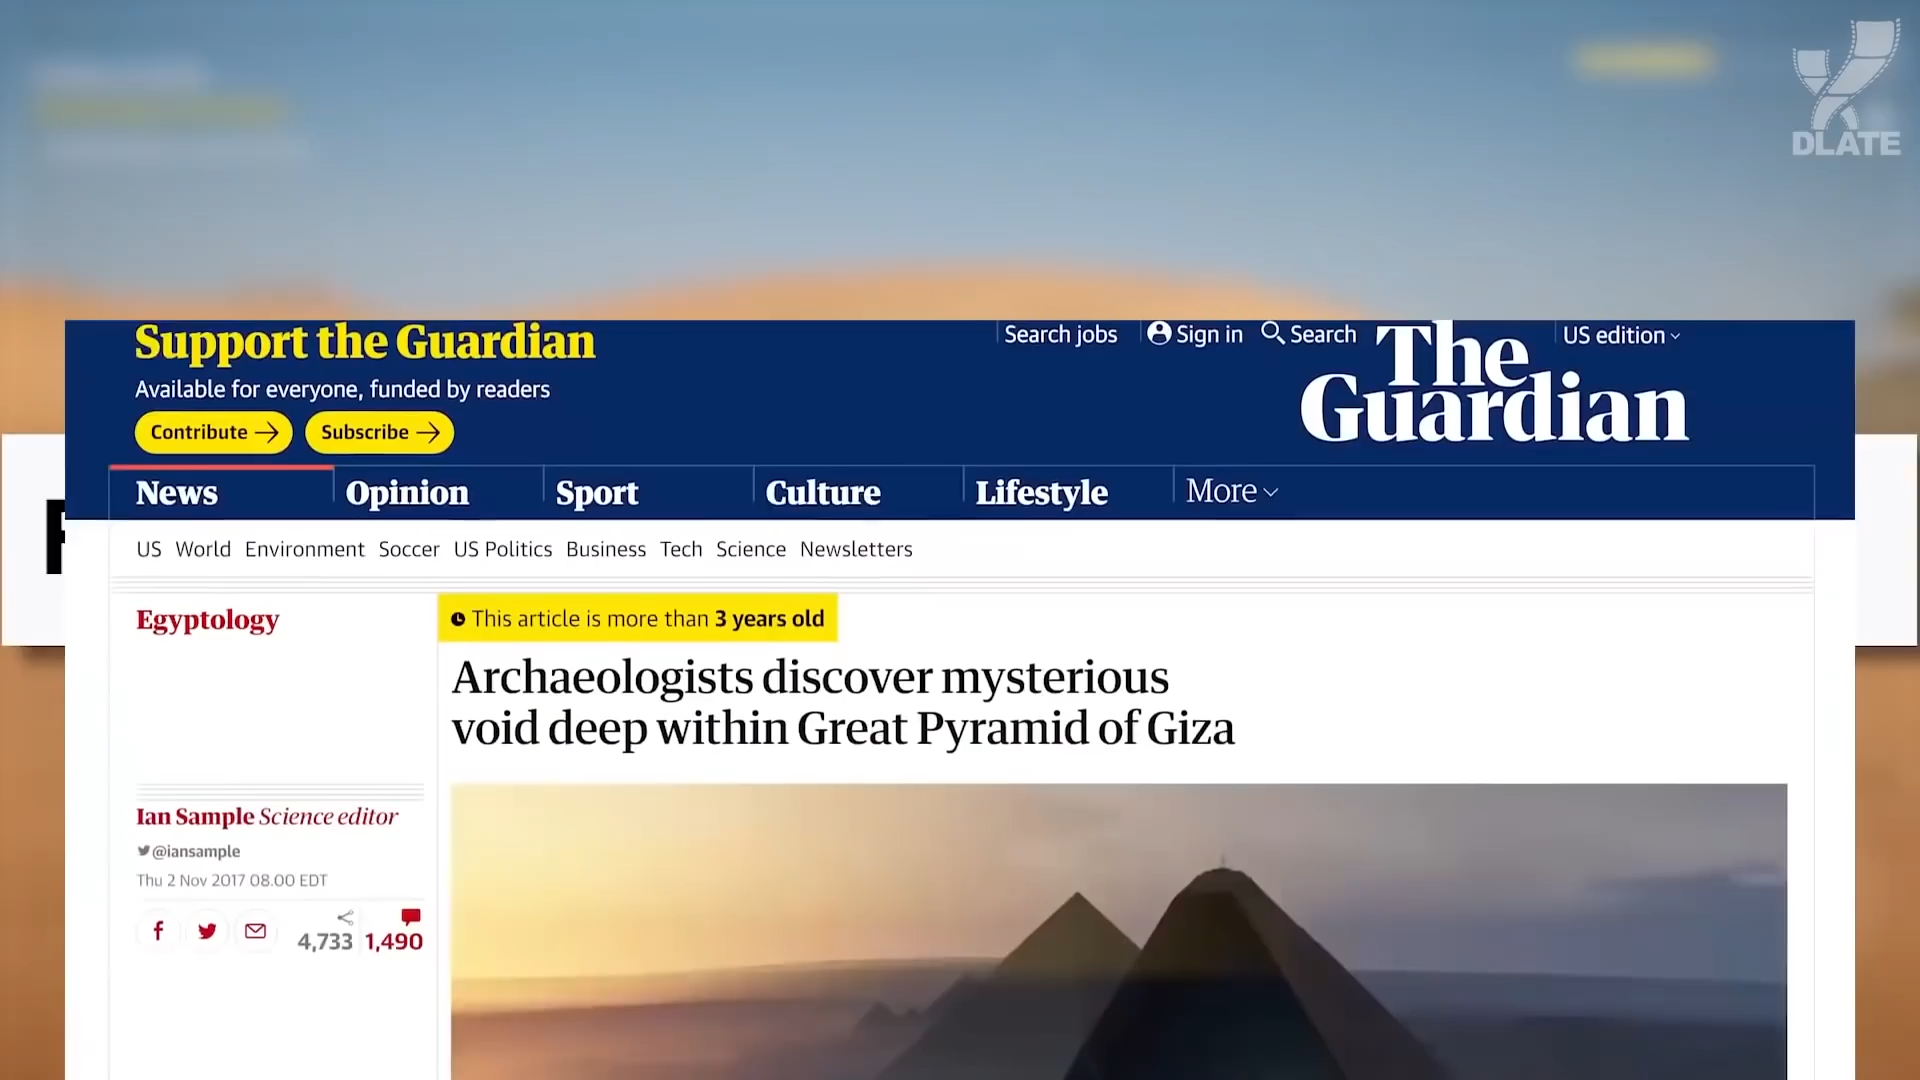 DLATE
Support the Guardian
Available for everyone, funded by readers
Contribute
Subscribe
Search jobs
Sign in
Search
US edition
The
Guardian
News
Opinion
Sport
Culture
Lifestyle
More
US World Environment Soccer US Politics Business Tech Science Newsletters
Egyptology
This article is more than 3 years old
Archaeologists discover mysterious
void deep within Great Pyramid of Giza
Ian Sample Science editor
@iansample
Thu 2 Nov 2017 08.00 EDT
4,733
1,490